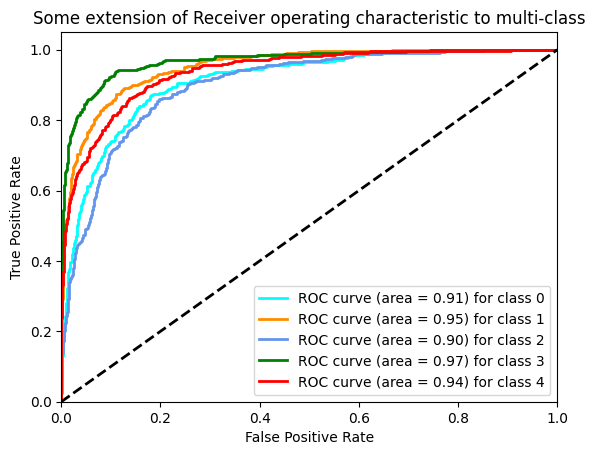 Some extension of Receiver operating characteristic to multi-class
1.0
0.8
0.6
0.4
0.2
0.0
True Positive Rate
ROC curve (area = 0.91) for class 0
ROC curve (area = 0.95) for class 1
ROC curve (area = 0.90) for class 2
ROC curve (area = 0.97) for class 3
ROC curve (area = 0.94) for class 4
0.0 0.2 0.4 0.6 0.8 1.0
False Positive Rate